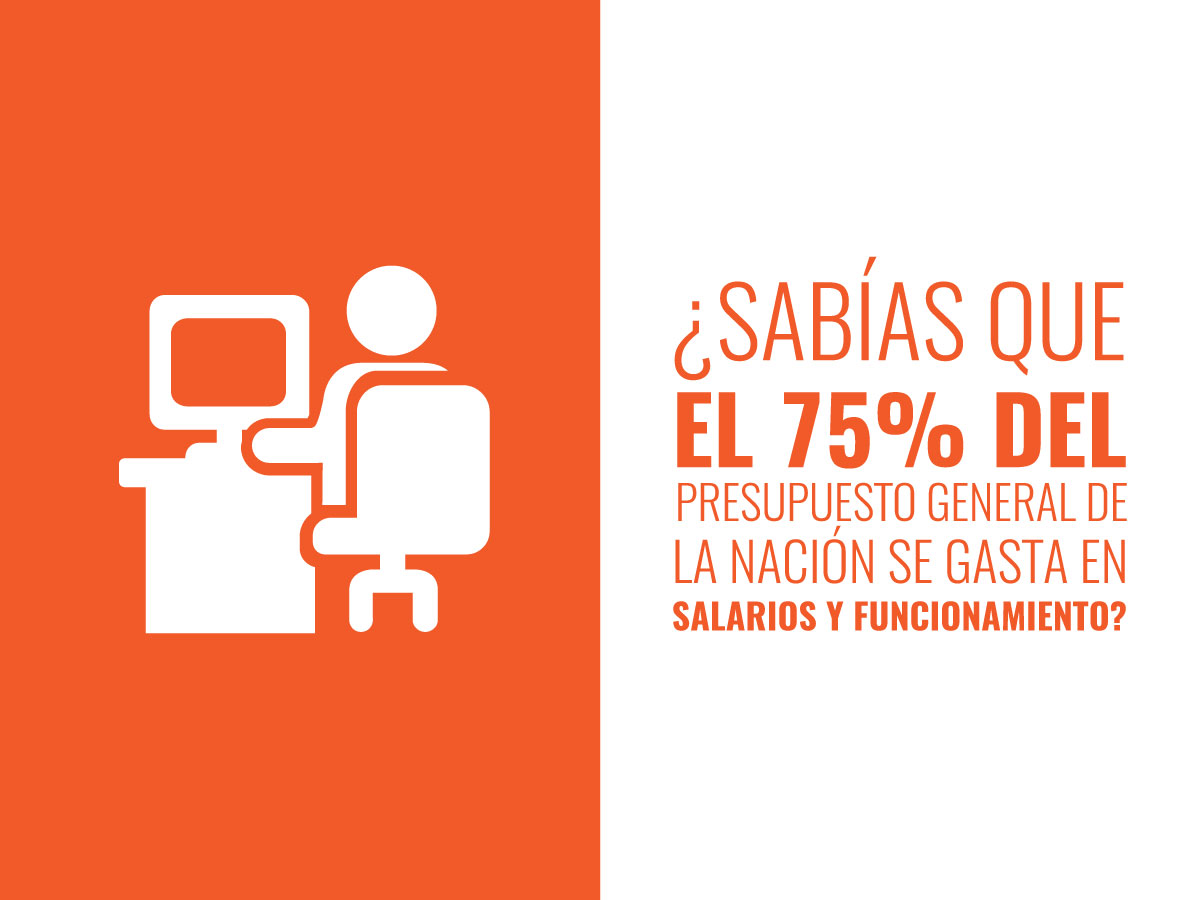 ¿SABÍAS QUE
EL 75% DEL
PRESUPUESTO GENERAL DE
LA NACIÓN SE GASTA EN
SALARIOS Y FUNCIONAMIENTO?